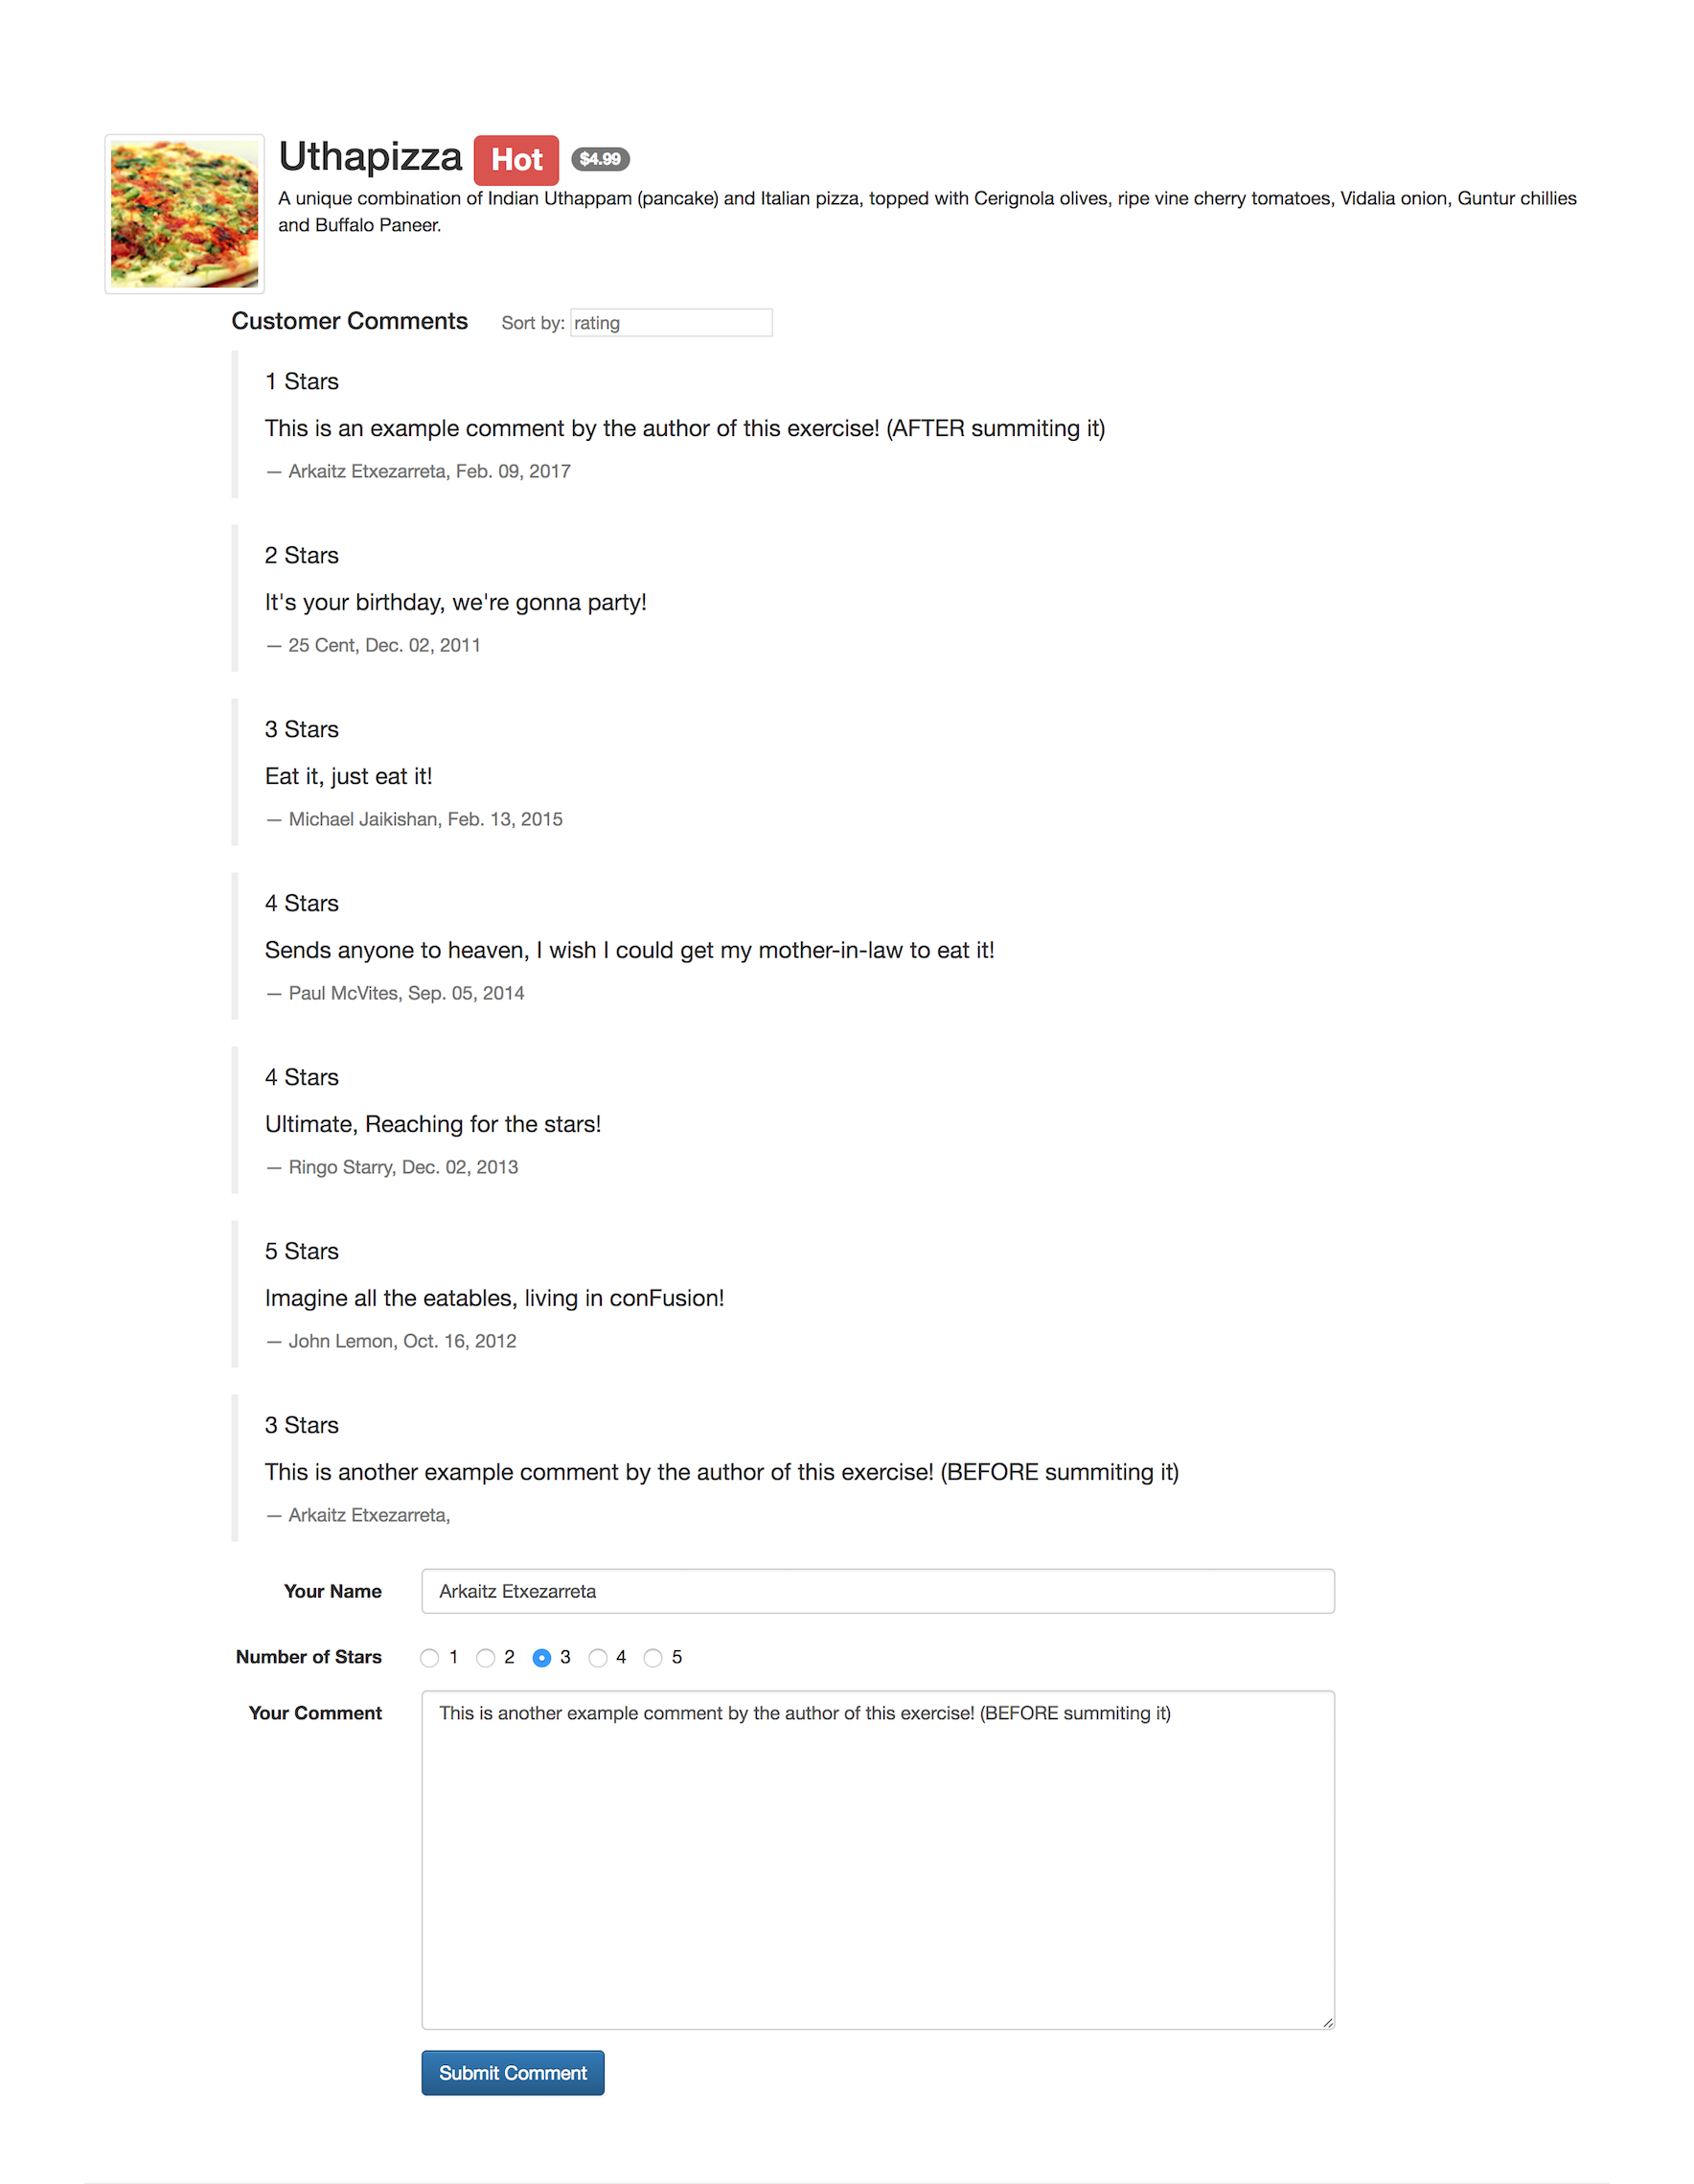 Uthapizza Hot $4.99
A unique combination of Indian Uthappam (pancake) and Italian pizza, topped with Cerignola olives, ripe vine cherry tomatoes, Vidalia onion, Guntur chillies
and Buffalo Paneer.
Customer Comments Sort by: rating
1 Stars
This is an example comment by the author of this exercise! (AFTER summiting it)
— Arkaitz Etxezarreta, Feb. 09, 2017
2 Stars
It's your birthday, we're gonna party!
— 25 Cent, Dec. 02, 2011
3 Stars
Eat it, just eat it!
— Michael Jaikishan, Feb. 13, 2015
4 Stars
Sends anyone to heaven, I wish I could get my mother-in-law to eat it!
— Paul McVites, Sep. 05, 2014
4 Stars
Ultimate, Reaching for the stars!
— Ringo Starry, Dec. 02, 2013
5 Stars
Imagine all the eatables, living in conFusion!
— John Lemon, Oct. 16, 2012
3 Stars
This is another example comment by the author of this exercise! (BEFORE summiting it)
— Arkaitz Etxezarreta,
Your Name Arkaitz Etxezarreta
Number of Stars 1 2 3 4 5
Your Comment This is another example comment by the author of this exercise! (BEFORE summiting it)
Submit Comment